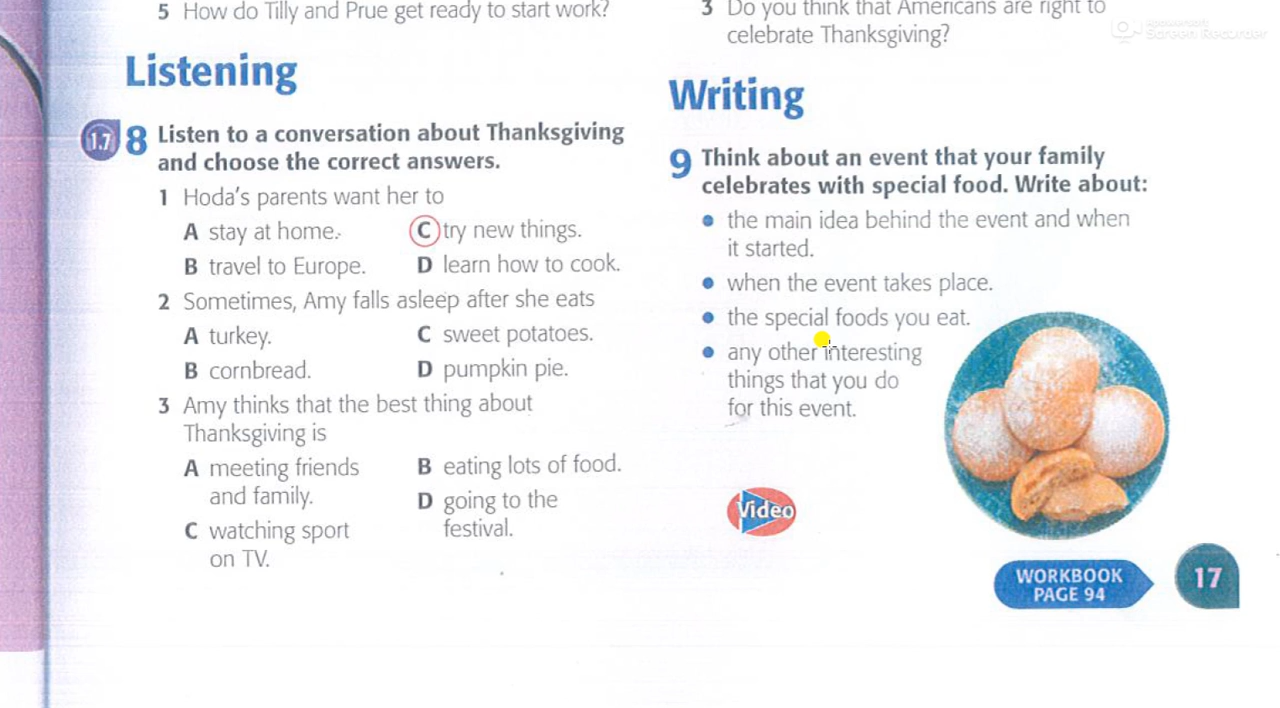 5 How do Tilly and Prue get ready to start work?
Listening
1.7 8 Listen to a conversation about Thanksgiving
and choose the correct answers.
1 Hoda's parents want her to
A stay at home.
C try new things.
B travel to Europe.
D learn how to cook.
2 Sometimes, Amy falls asleep after she eats
A turkey.
C sweet potatoes.
B cornbread.
D pumpkin pie.
3 Amy thinks that the best thing about
Thanksgiving is
A meeting friends
and family.
B eating lots of food.
C watching sport
on TV.
D going to the
festival.
3 Do you think that Americans are right to
celebrate Thanksgiving?
Writing
9 Think about an event that your family
celebrates with special food. Write about:
• the main idea behind the event and when
it started.
• when the event takes place.
• the special foods you eat.
• any other interesting
things that you do
for this event.
Video
WORKBOOK
PAGE 94
17
Apowersoft
Screen Recorder